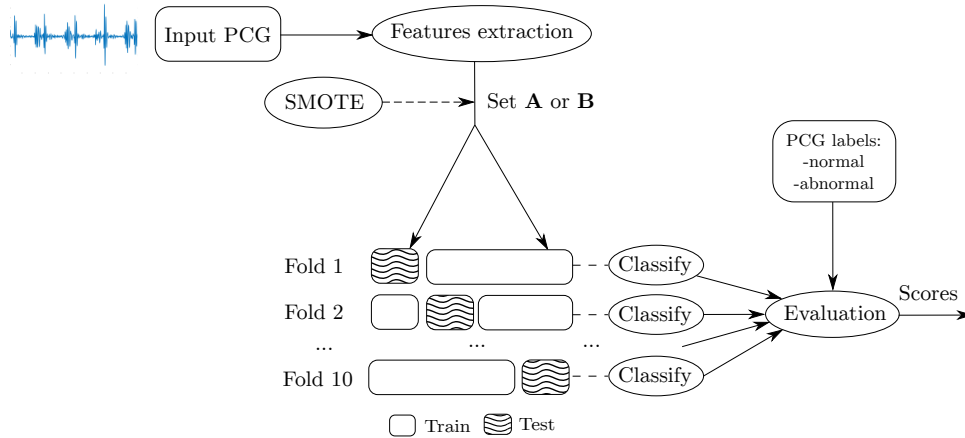 Input PCG
Features extraction
SMOTE
Set A or B
PCG labels:
-normal
-abnormal
Fold 1
Classify
Fold 2
Classify
Evaluation
Scores
...
...
...
Fold 10
Classify
Train
Test